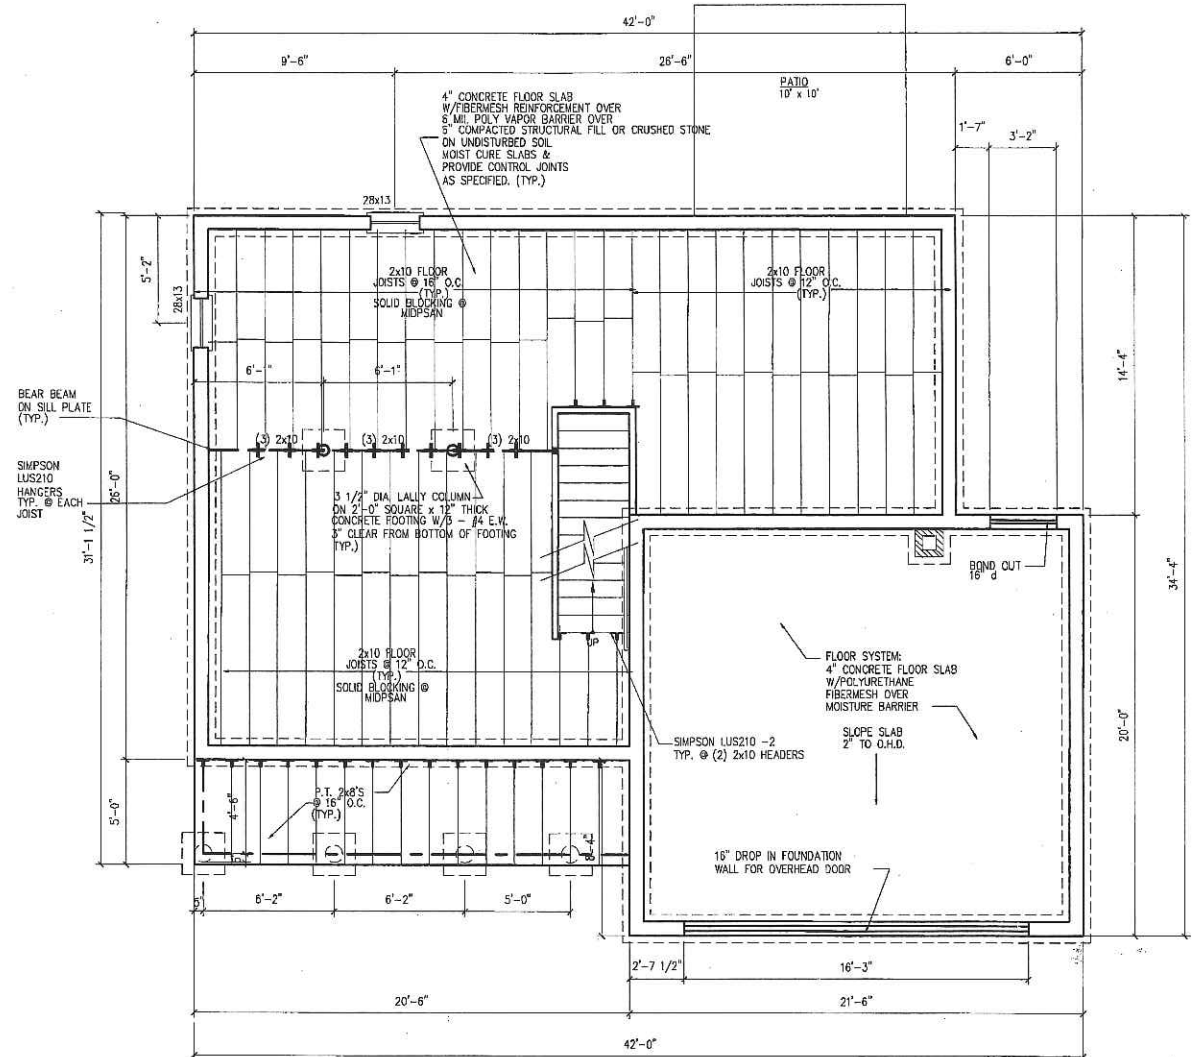 42'-0"
9'-6"
26'-6"
6'-0"
PATIO
10' x 10'
4" CONCRETE FLOOR SLAB
W/FIBERMESH REINFORCEMENT OVER
6 MIL. POLY VAPOR BARRIER OVER
6" COMPACTED STRUCTURAL FILL OR CRUSHED STONE
ON UNDISTURBED SOIL
MOIST CURE SLABS &
PROVIDE CONTROL JOINTS
AS SPECIFIED. (TYP.)
1'-7"
3'-2"
28x13
5'-2"
28x13
2x10 FLOOR
JOISTS @ 16" O.C.
(TYP.)
SOLID BLOCKING @
MIDPSAN
2x10 FLOOR
JOISTS @ 12" O.C.
(TYP.)
14'-4"
6'-1"
6'-1"
BEAR BEAM
ON SILL PLATE
(TYP.)
(3) 2x10
(3) 2x10
(3) 2x10
SIMPSON
LUS210
HANGERS
TYP. @ EACH
JOIST
26'-0"
31'-1 1/2"
3 1/2" DIA. LALLY COLUMN
ON 2'-0" SQUARE x 12" THICK
CONCRETE FOOTING W/3 - #4 E.W.
3" CLEAR FROM BOTTOM OF FOOTING
TYP.)
BOND OUT
16" d
34'-4"
UP
2x10 FLOOR
JOISTS @ 12" O.C.
(TYP.)
SOLID BLOCKING @
MIDPSAN
FLOOR SYSTEM:
4" CONCRETE FLOOR SLAB
W/POLYURETHANE
FIBERMESH OVER
MOISTURE BARRIER
SLOPE SLAB
2" TO O.H.D.
20'-0"
SIMPSON LUS210 -2
TYP. @ (2) 2x10 HEADERS
5'-0"
4'-6"
P.T. 2x8'S
@ 16" O.C.
(TYP.)
8'-4"
16" DROP IN FOUNDATION
WALL FOR OVERHEAD DOOR
6'-2"
6'-2"
5'-0"
2'-7 1/2"
16'-3"
20'-6"
21'-6"
42'-0"